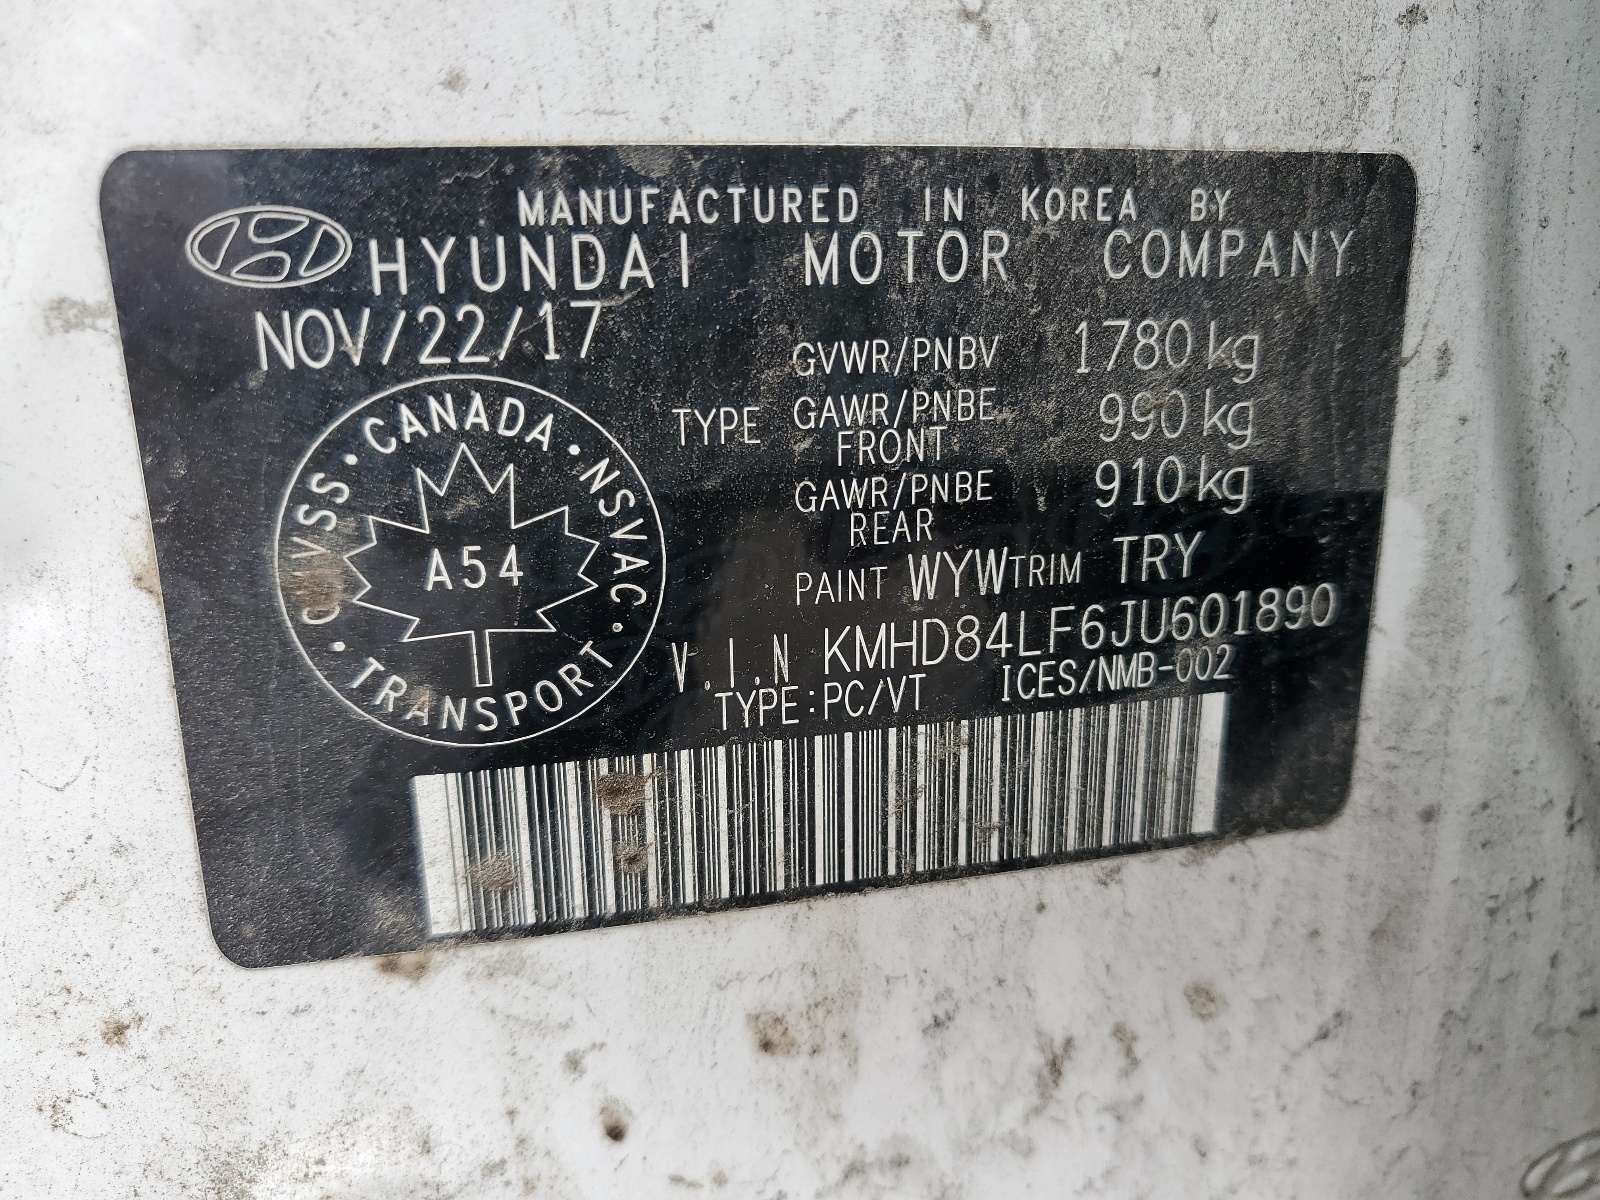 MANUFACTURED IN KOREA BY
HYUNDAI MOTOR COMPANY
NOV/22/17
GVWR/PNBV 1780 kg
TYPE GAWR/PNBE FRONT 990 kg
GAWR/PNBE REAR 910 kg
PAINT WYW TRIM TRY
V.I.N KMHD84LF6JU601890
TYPE:PC/VT ICES/NMB-002
CANADA · NSVAC · TRANSPORT · CMVSS ·
A54